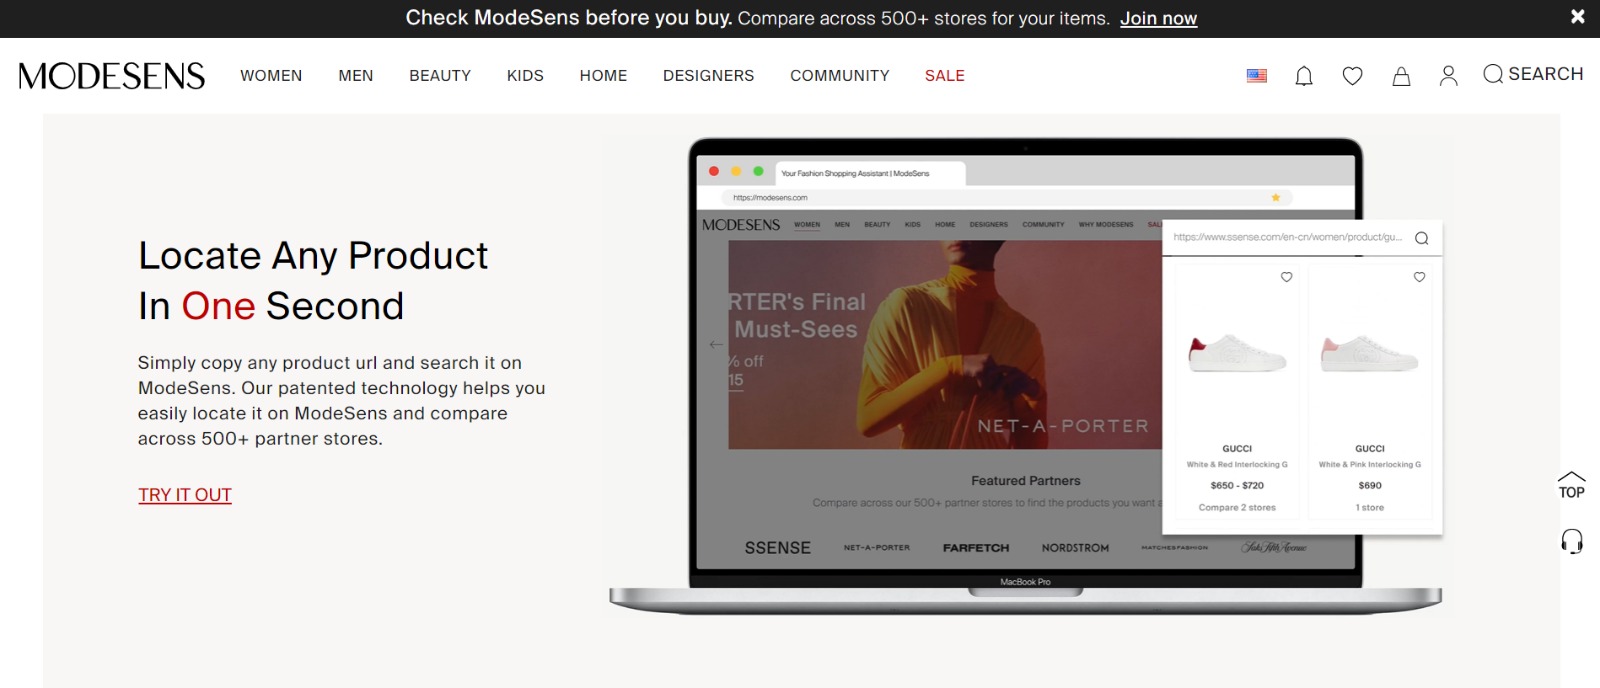 Check ModeSens before you buy. Compare across 500+ stores for your items. Join now
MODESENS WOMEN MEN BEAUTY KIDS HOME DESIGNERS COMMUNITY SALE SEARCH
Locate Any Product
In One Second
Simply copy any product url and search it on
ModeSens. Our patented technology helps you
easily locate it on ModeSens and compare
across 500+ partner stores.
TRY IT OUT
Your Fashion Shopping Assistant | ModeSens
https://modesens.com
MODESENS WOMEN MEN BEAUTY KIDS HOME DESIGNERS COMMUNITY WHY MODESENS SAL
RTER's Final
Must-Sees
% off
15
NET-A-PORTER
Featured Partners
Compare across our 500+ partner stores to find the products you want a
SSENSE NET-A-PORTER FARFETCH NORDSTROM MATCHESFASHION Saks Fifth Avenue
MacBook Pro
https://www.ssense.com/en-cn/women/product/gu...
GUCCI
White & Red Interlocking G
$650 - $720
Compare 2 stores
GUCCI
White & Pink Interlocking G
$690
1 store
TOP